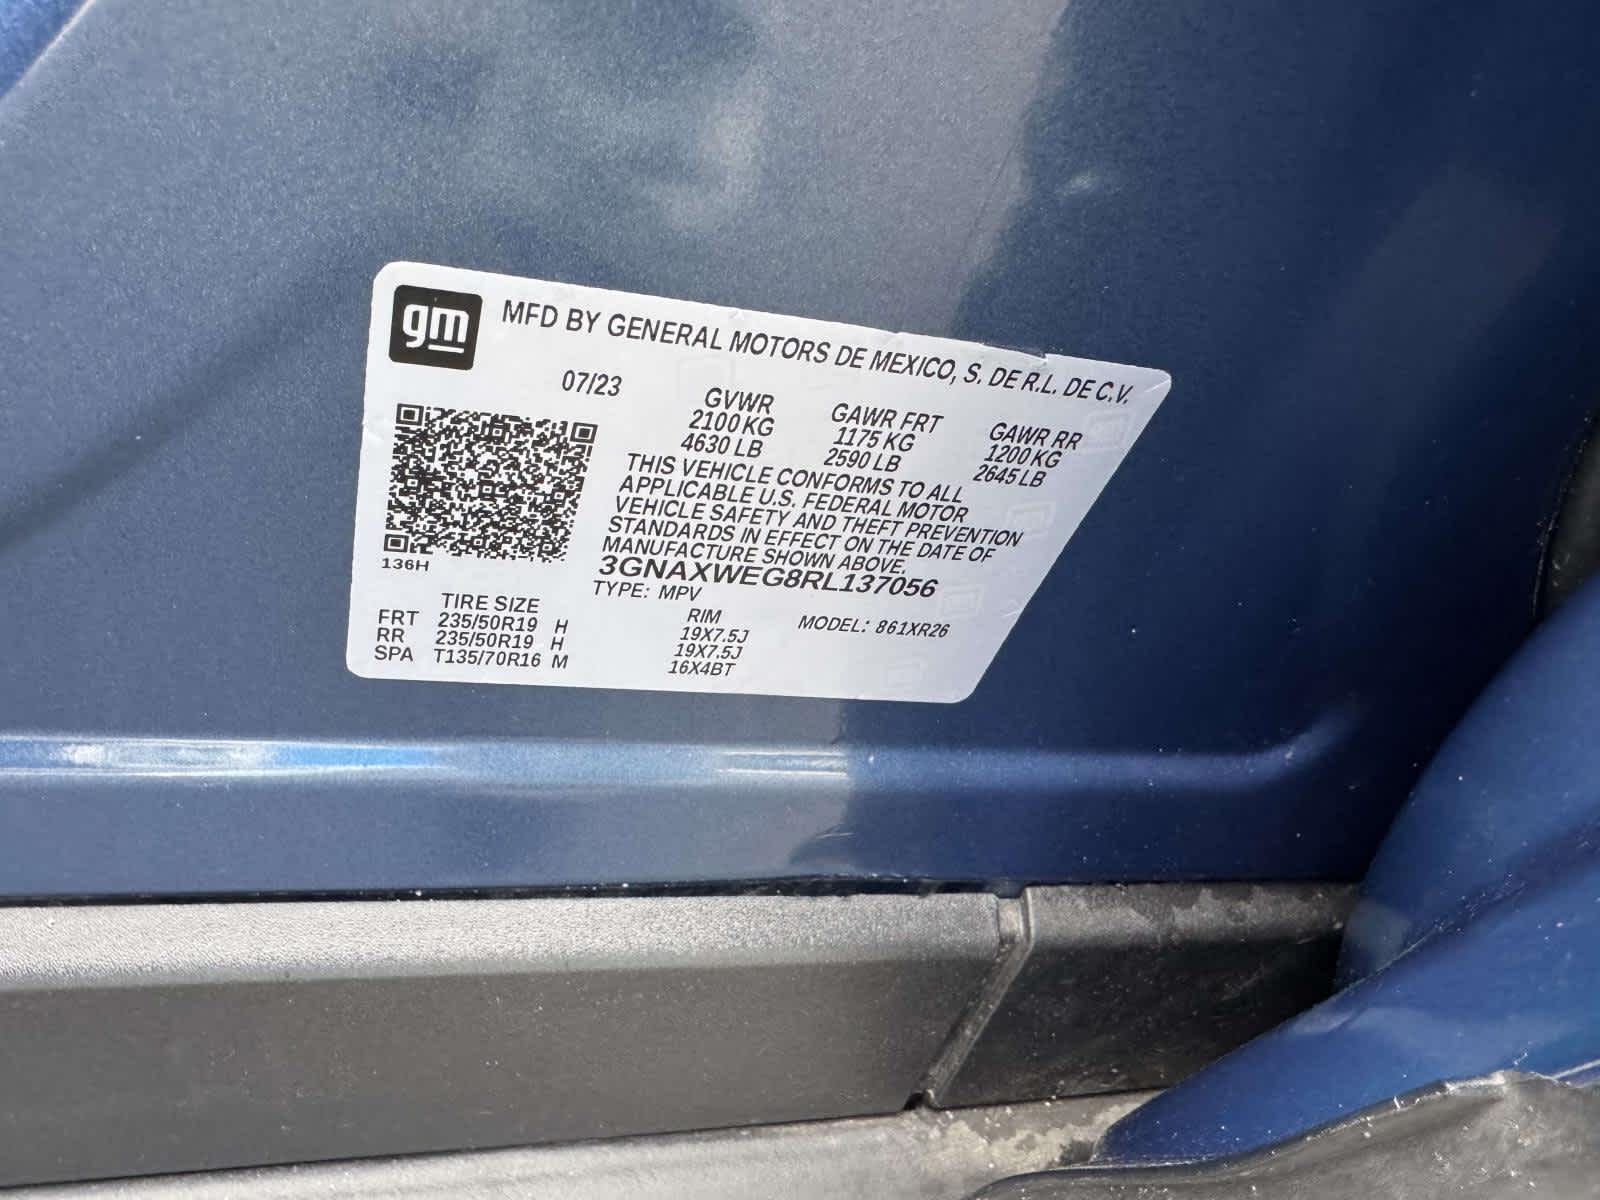 gm MFD BY GENERAL MOTORS DE MEXICO, S. DE R.L. DE C.V.
07/23 GVWR GAWR FRT GAWR RR
2100 KG 1175 KG 1200 KG
4630 LB 2590 LB 2645 LB
THIS VEHICLE CONFORMS TO ALL
APPLICABLE U.S. FEDERAL MOTOR
VEHICLE SAFETY AND THEFT PREVENTION
STANDARDS IN EFFECT ON THE DATE OF
MANUFACTURE SHOWN ABOVE.
136H
3GNAXWEG8RL137056
TYPE: MPV MODEL: 861XR26
TIRE SIZE RIM
FRT 235/50R19 H 19X7.5J
RR 235/50R19 H 19X7.5J
SPA T135/70R16 M 16X4BT